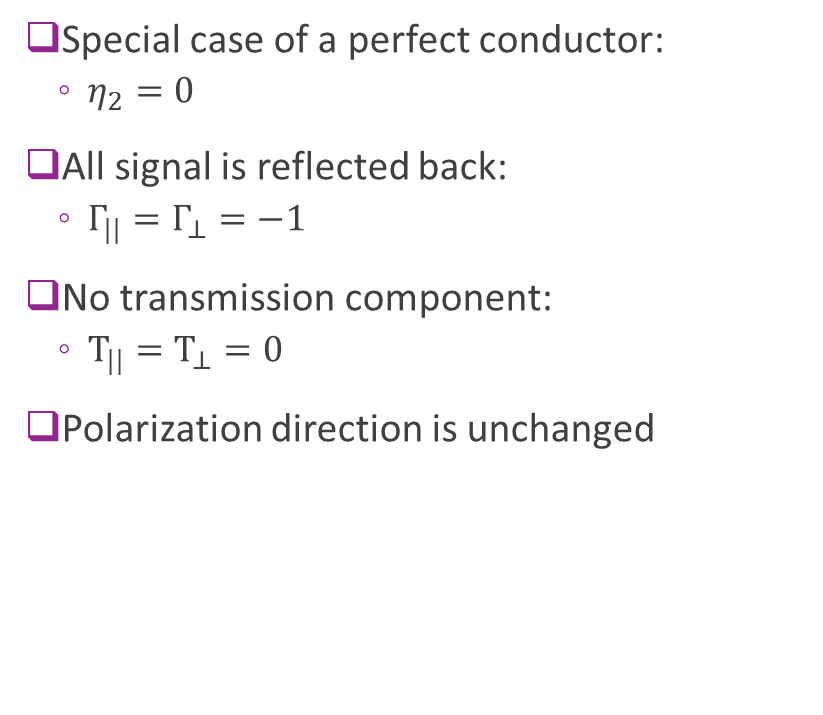 ❑Special case of a perfect conductor:
◦ η₂ = 0
❑All signal is reflected back:
◦ Γ|| = Γ⊥ = −1
❑No transmission component:
◦ T|| = T⊥ = 0
❑Polarization direction is unchanged